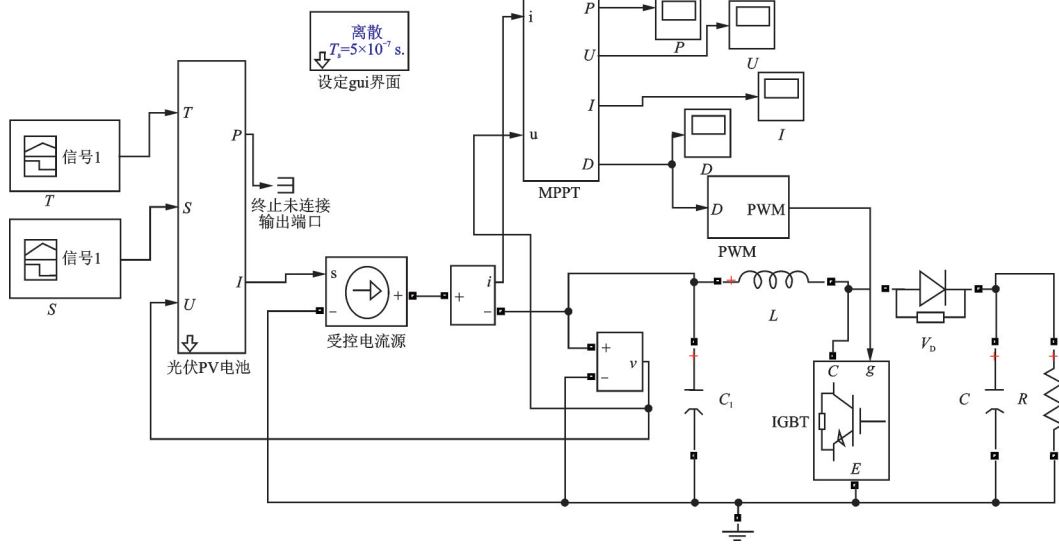 离散
Tₛ=5×10⁻⁷ s.
设定gui界面
i
u
P
U
I
D
MPPT
P
U
I
D
D
PWM
PWM
信号1
T
信号1
S
T
S
U
P
I
光伏PV电池
终止未连接
输出端口
s
+
−
受控电流源
+
i
−
+
−
v
+
L
+
C₁
C
g
IGBT
E
V_D
+
C
+
R